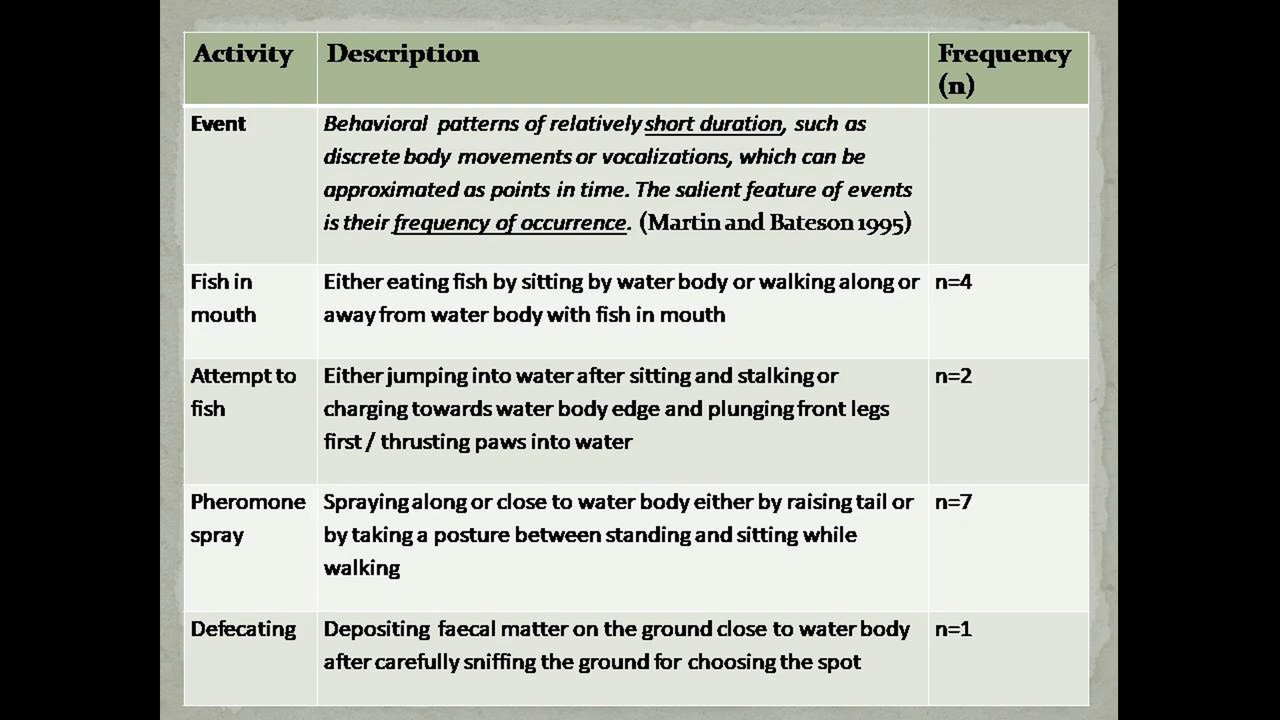 Activity Description Frequency
(n)
Event Behavioral patterns of relatively short duration, such as
discrete body movements or vocalizations, which can be
approximated as points in time. The salient feature of events
is their frequency of occurrence. (Martin and Bateson 1995)
Fish in Either eating fish by sitting by water body or walking along or n=4
mouth away from water body with fish in mouth
Attempt to Either jumping into water after sitting and stalking or n=2
fish charging towards water body edge and plunging front legs
first / thrusting paws into water
Pheromone Spraying along or close to water body either by raising tail or n=7
spray by taking a posture between standing and sitting while
walking
Defecating Depositing faecal matter on the ground close to water body n=1
after carefully sniffing the ground for choosing the spot